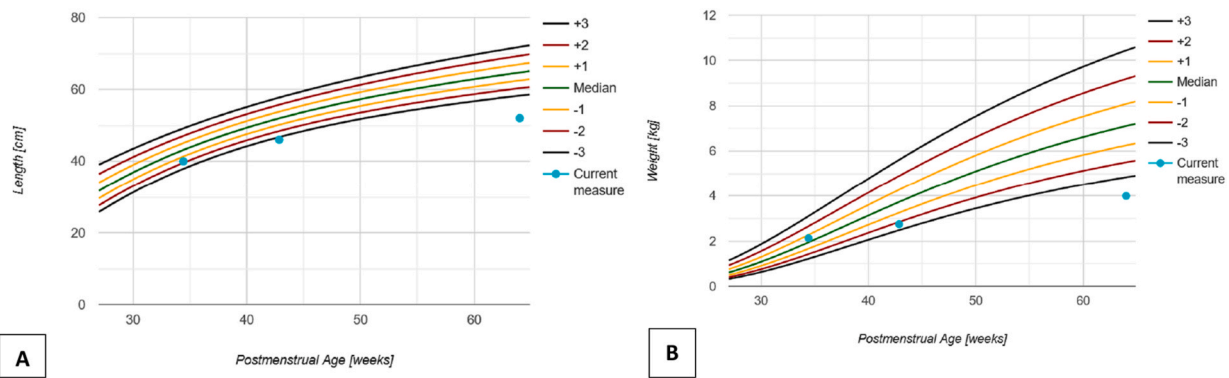 80
60
40
20
0
Length [cm]
30
40
50
60
Postmenstrual Age [weeks]
+3
+2
+1
Median
-1
-2
-3
Current
measure
A
12
10
8
6
4
2
0
Weight [kg]
30
40
50
60
Postmenstrual Age [weeks]
+3
+2
+1
Median
-1
-2
-3
Current
measure
B